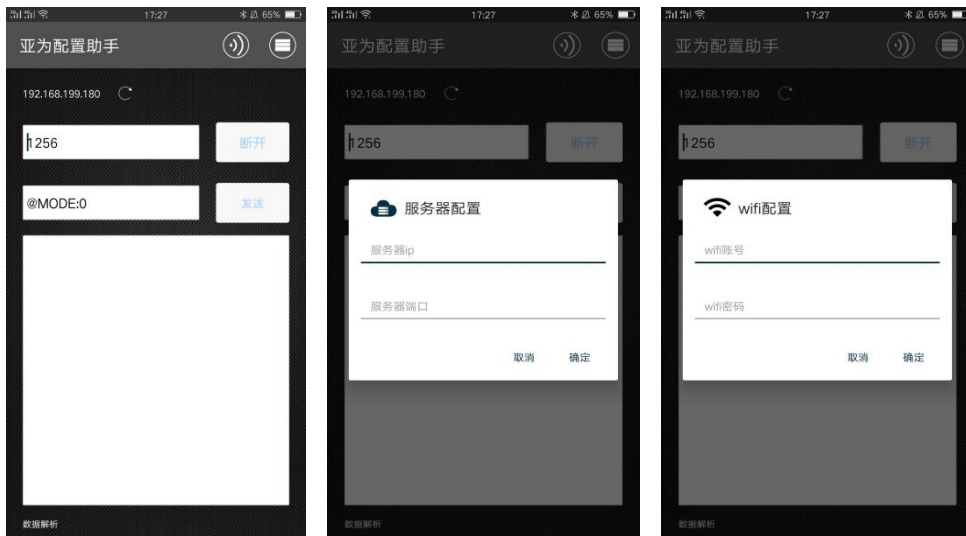 17:27
65%
亚为配置助手
192.168.199.180
1256
断开
@MODE:0
发送
数据解析
17:27
65%
亚为配置助手
192.168.199.180
1256
断开
服务器配置
服务器ip
服务器端口
取消 确定
数据解析
17:27
65%
亚为配置助手
192.168.199.180
1256
断开
wifi配置
wifi账号
wifi密码
取消 确定
数据解析